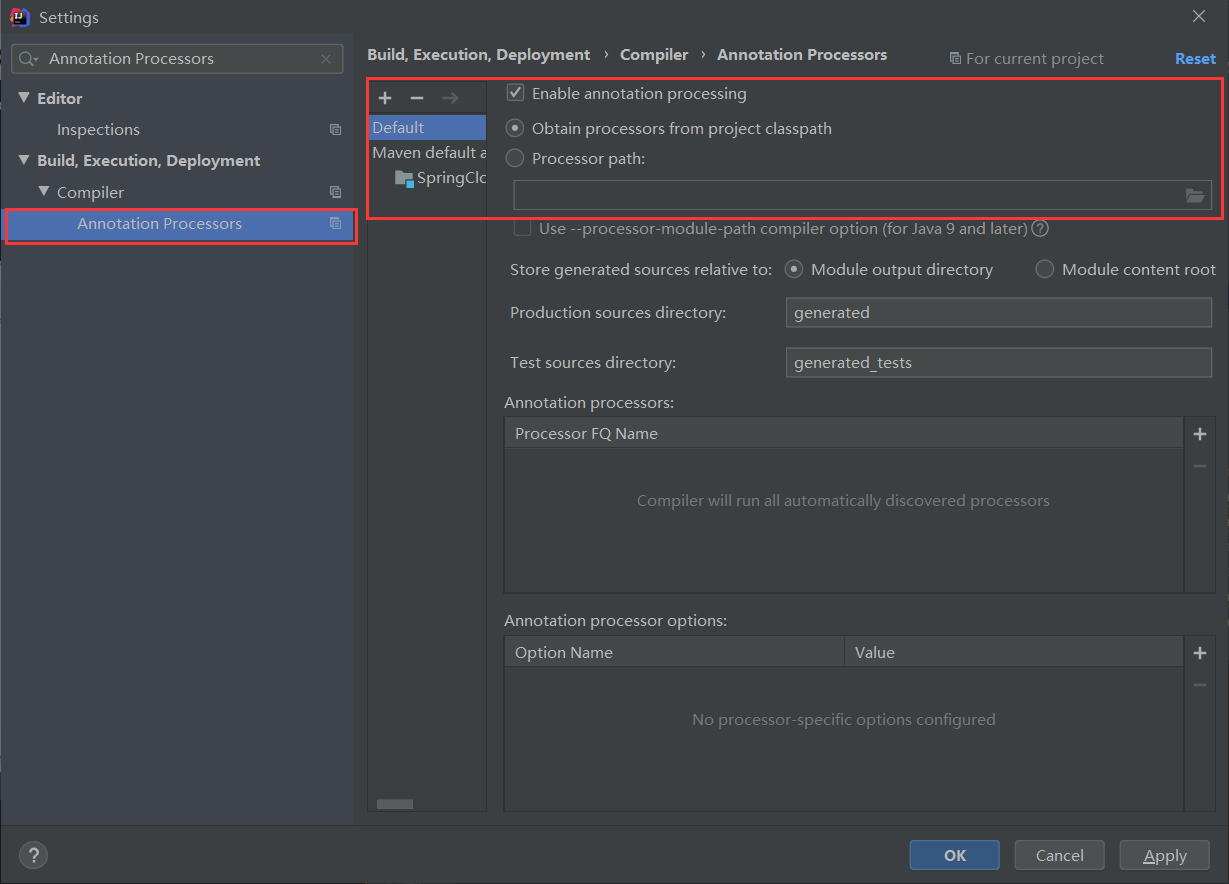 Settings
Annotation Processors
Editor
Inspections
Build, Execution, Deployment
Compiler
Annotation Processors
Build, Execution, Deployment › Compiler › Annotation Processors
For current project
Reset
Default
Maven default a
SpringClo
Enable annotation processing
Obtain processors from project classpath
Processor path:
Use --processor-module-path compiler option (for Java 9 and later)
Store generated sources relative to: Module output directory Module content root
Production sources directory: generated
Test sources directory: generated_tests
Annotation processors:
Processor FQ Name
Compiler will run all automatically discovered processors
Annotation processor options:
Option Name Value
No processor-specific options configured
? OK Cancel Apply